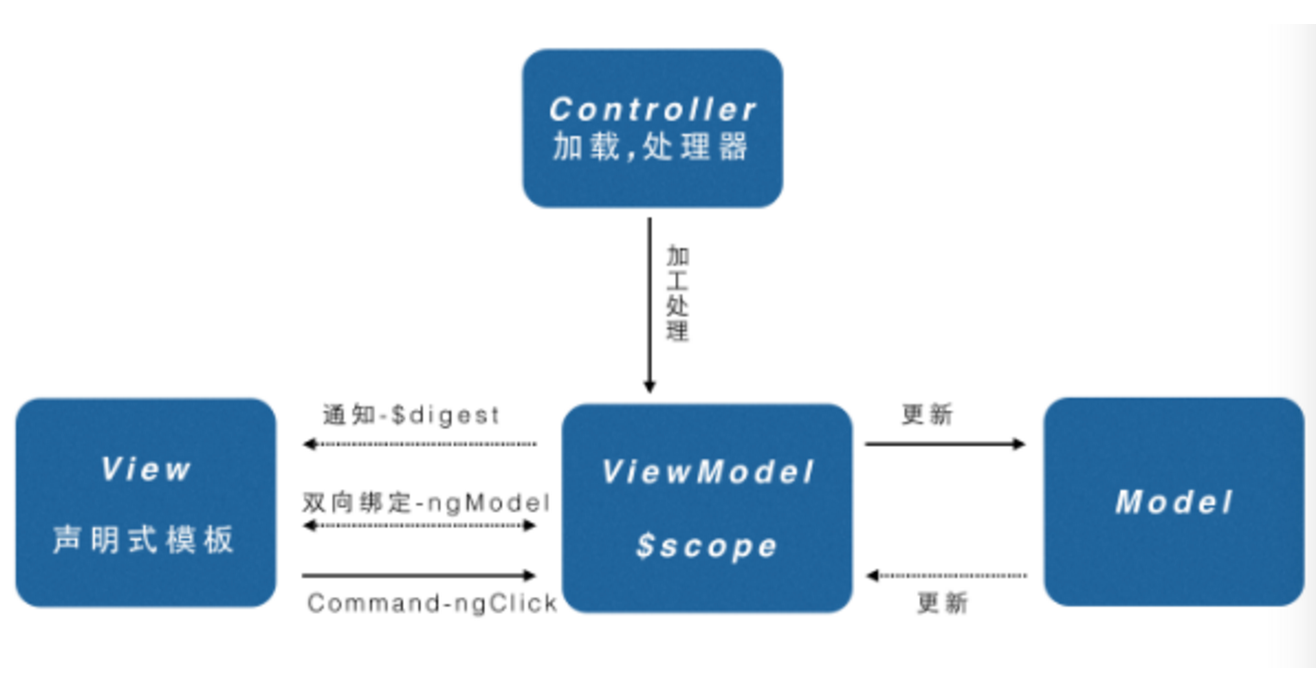 Controller
加载,处理器
加工处理
通知-$digest
更新
View
声明式模板
双向绑定-ngModel
ViewModel
$scope
Model
Command-ngClick
更新